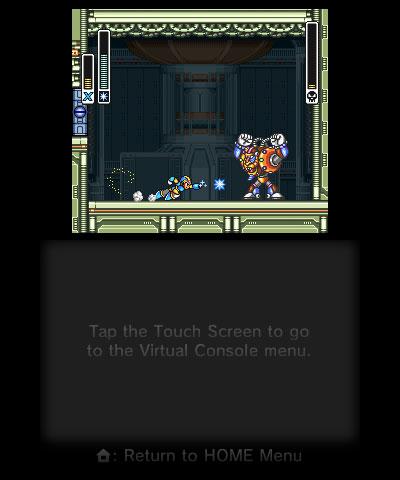 X
Tap the Touch Screen to go
to the Virtual Console menu.
: Return to HOME Menu